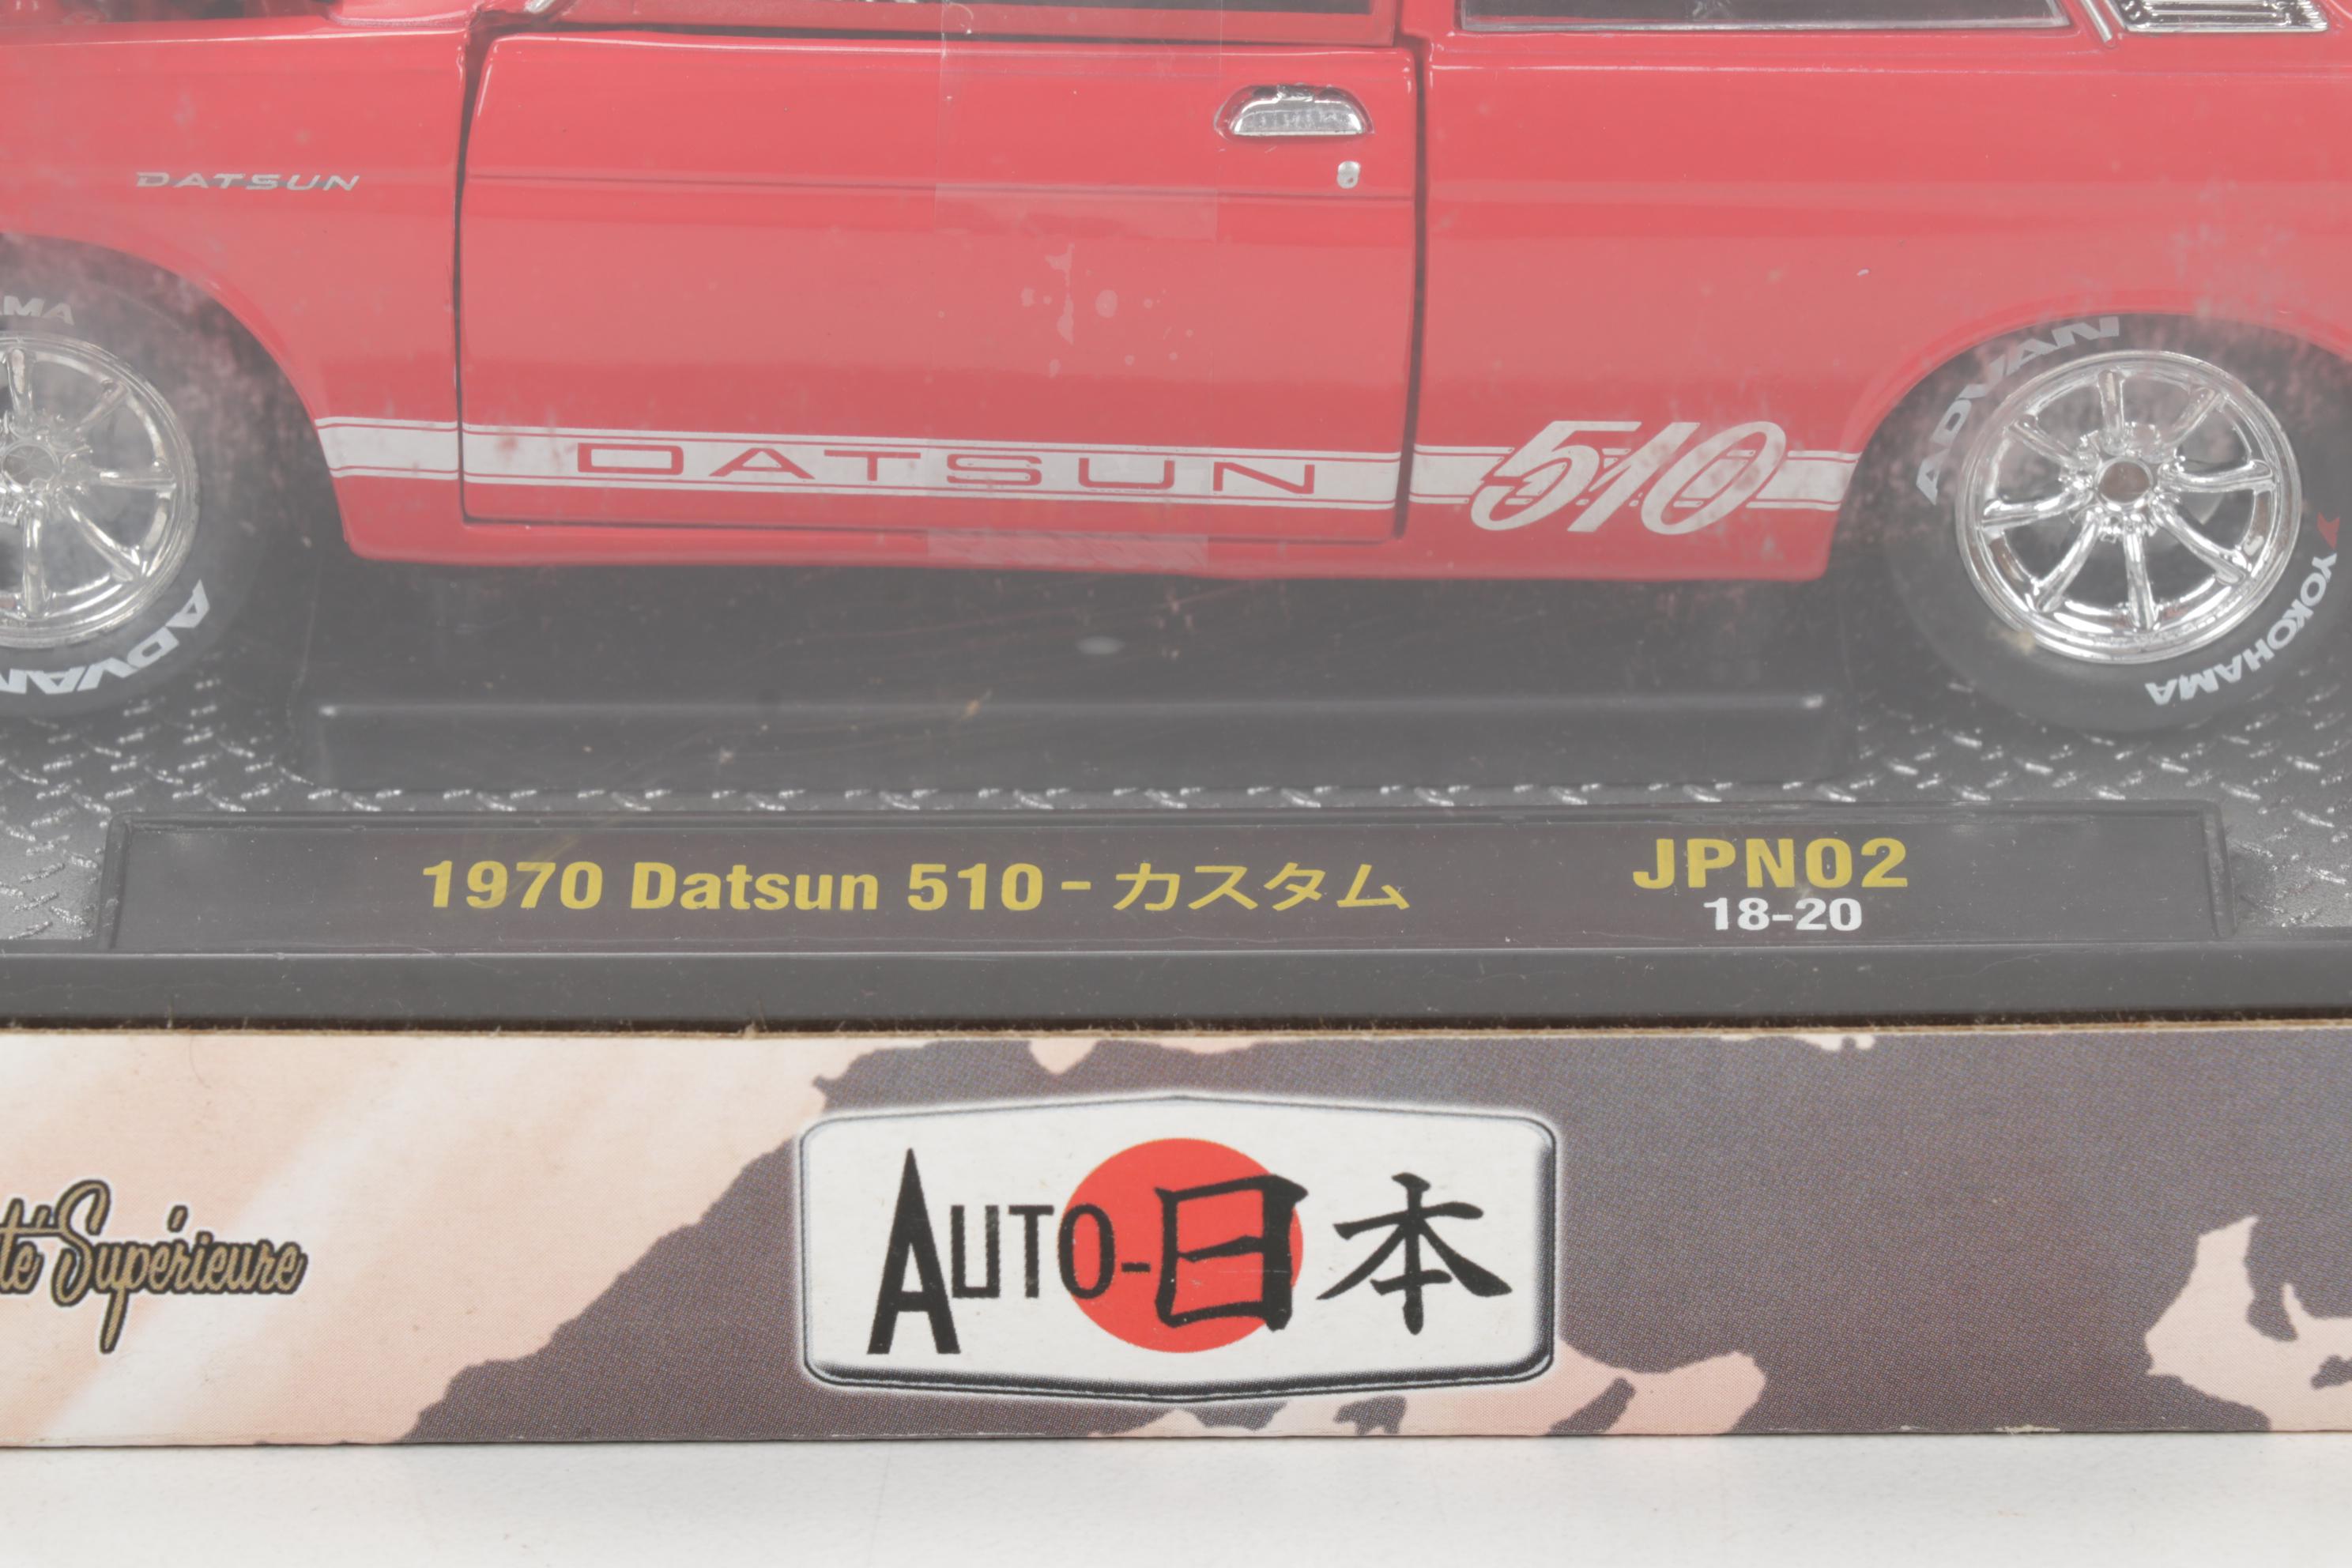 DATSUN
MA
DATSUN
510
ADVAN
YOKOHAMA
ADVAN
1970 Datsun 510 - カスタム
JPN02
18-20
Supérieure
AUTO-日本